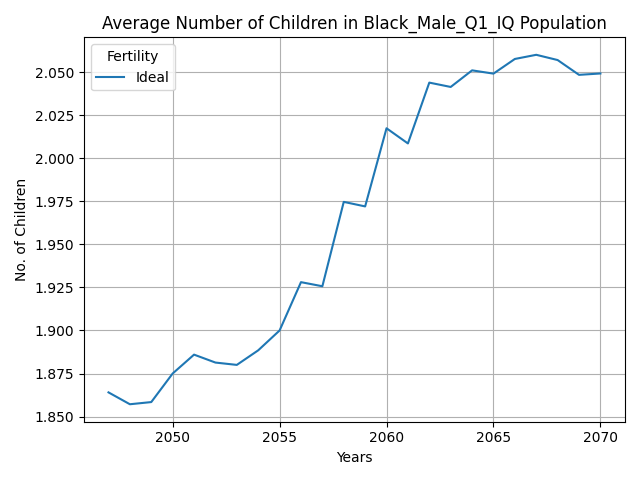 Average Number of Children in Black_Male_Q1_IQ Population
Fertility
Ideal
No. of Children
2.050
2.025
2.000
1.975
1.950
1.925
1.900
1.875
1.850
2050
2055
2060
2065
2070
Years